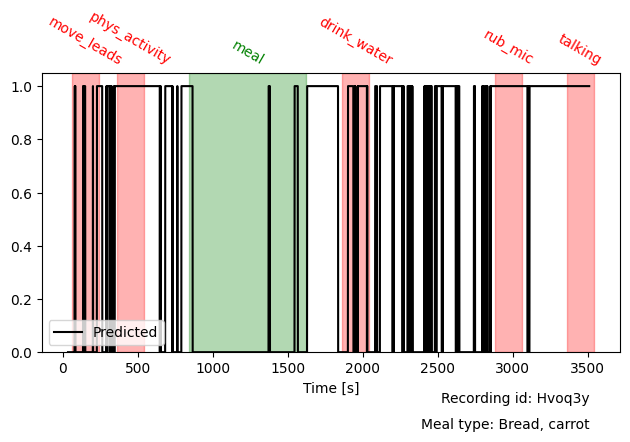 move_leads
phys_activity
meal
drink_water
rub_mic
talking
1.0
0.8
0.6
0.4
0.2
0.0
Predicted
0 500 1000 1500 2000 2500 3000 3500
Time [s]
Recording id: Hvoq3y
Meal type: Bread, carrot